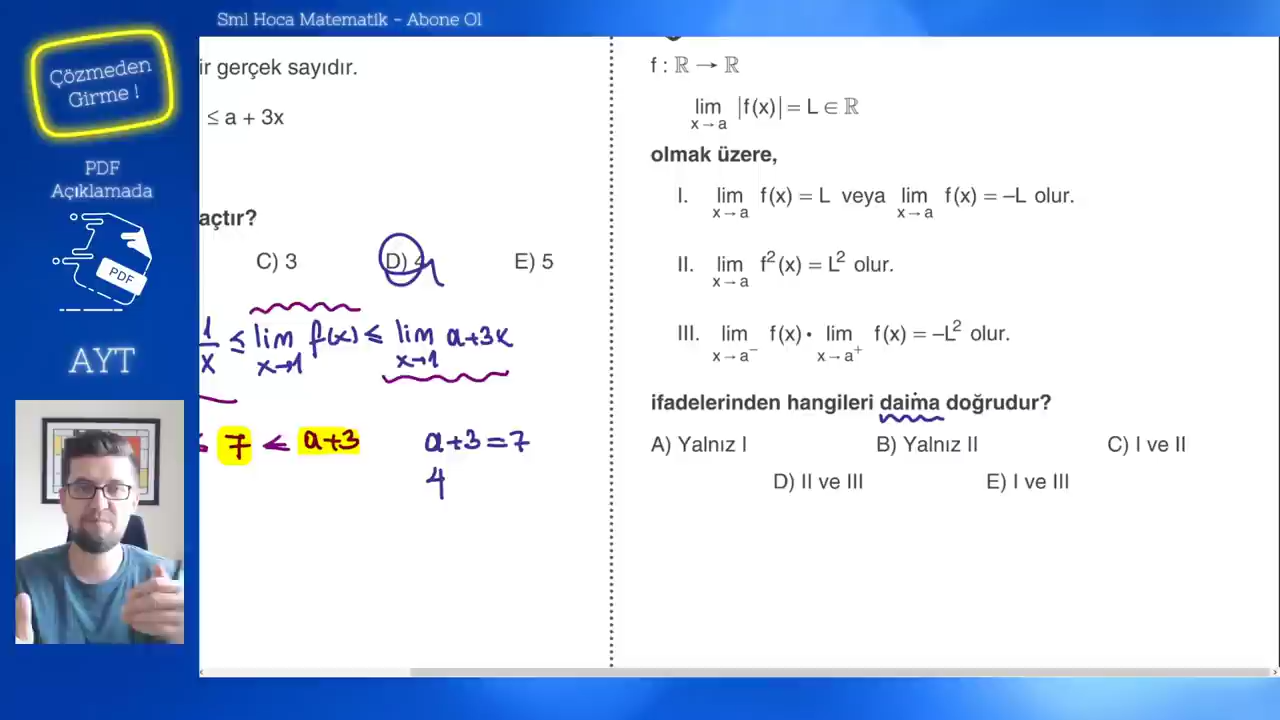 Sml Hoca Matematik - Abone Ol
Çözmeden
Girme !
PDF
Açıklamada
PDF
AYT
ir gerçek sayıdır.
≤ a + 3x
açtır?
C) 3 D) 4 E) 5
1/x ≤ lim x→1 f(x) ≤ lim x→1 a+3x
≤ 7 ≤ a+3 a+3=7
4
f : ℝ → ℝ
lim x→a |f(x)| = L ∈ ℝ
olmak üzere,
I. lim x→a f(x) = L veya lim x→a f(x) = –L olur.
II. lim x→a f²(x) = L² olur.
III. lim x→a⁻ f(x) · lim x→a⁺ f(x) = –L² olur.
ifadelerinden hangileri daima doğrudur?
A) Yalnız I B) Yalnız II C) I ve II
D) II ve III E) I ve III